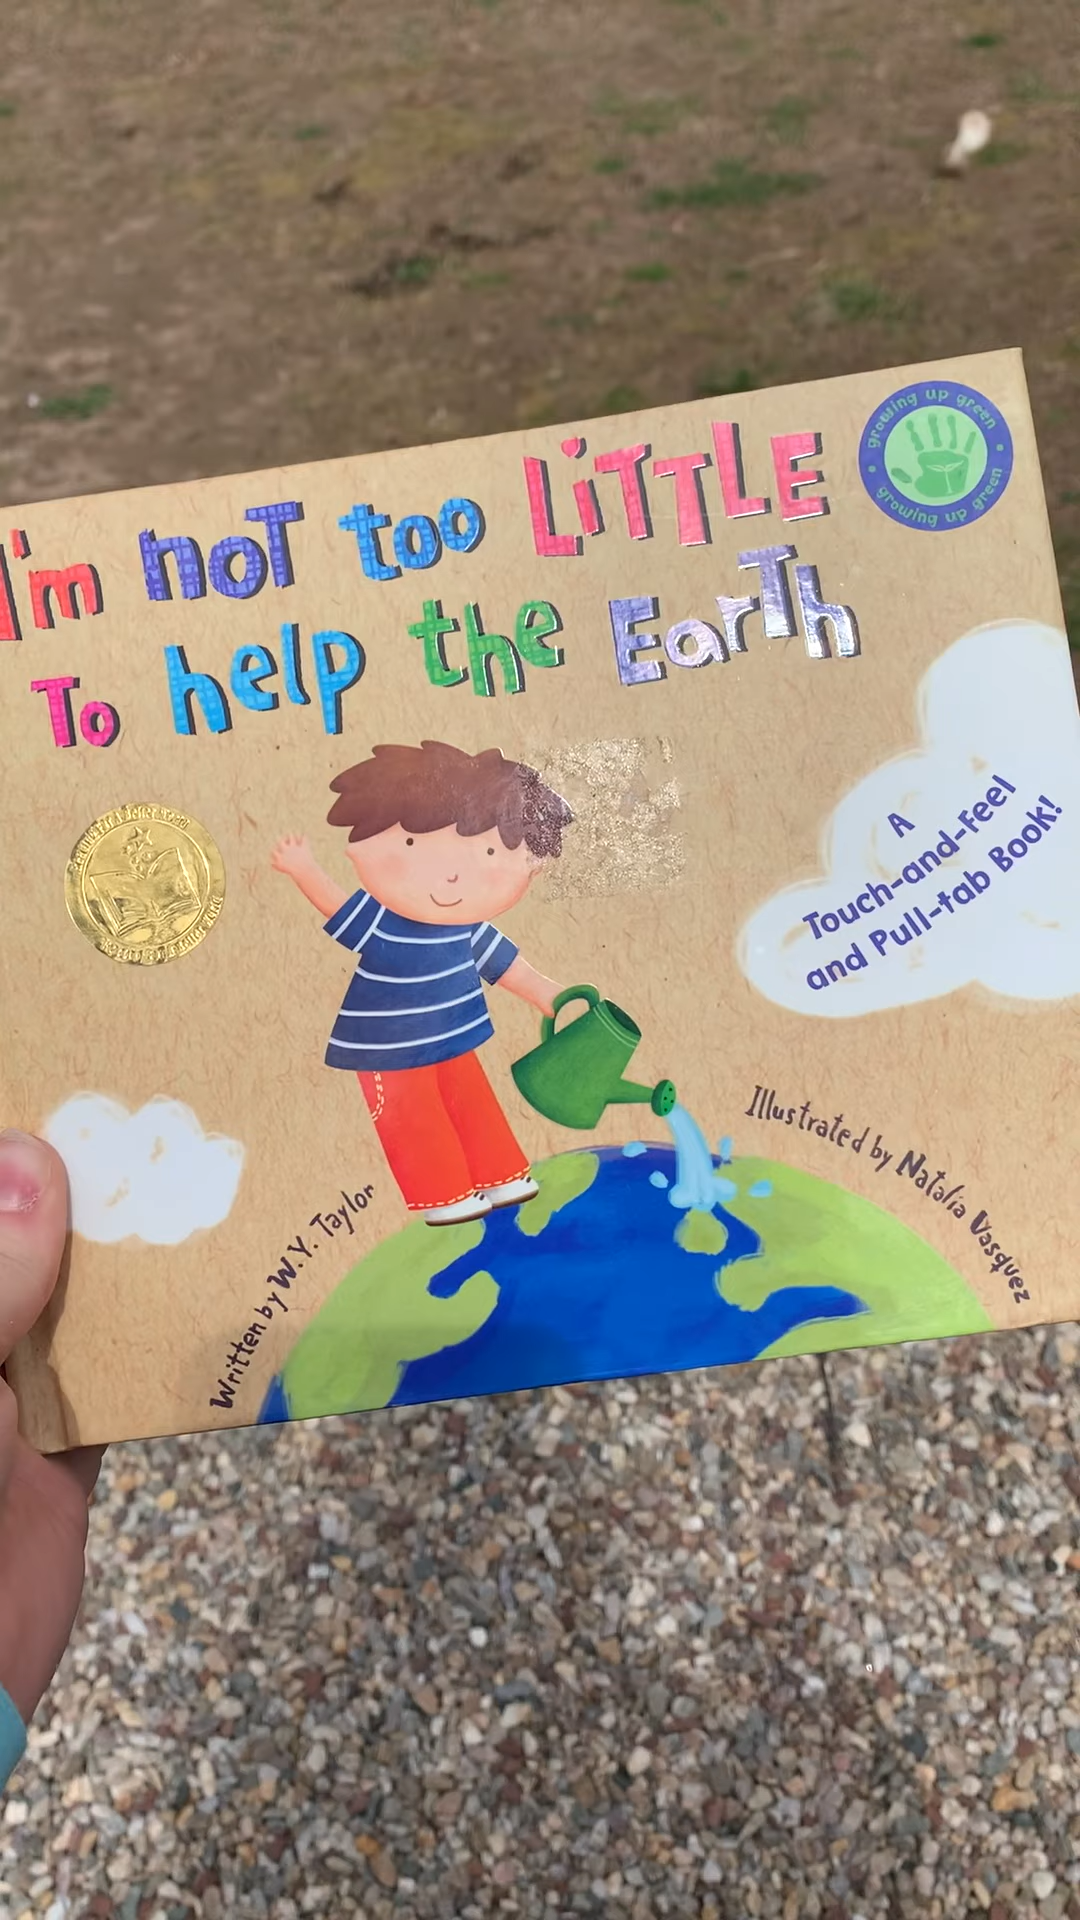 I'm not too LiTTLE
To help the Earth
growing up green
growing up green
A
Touch-and-Feel
and Pull-tab Book!
Illustrated by Natalia Vasquez
Written by W.Y. Taylor